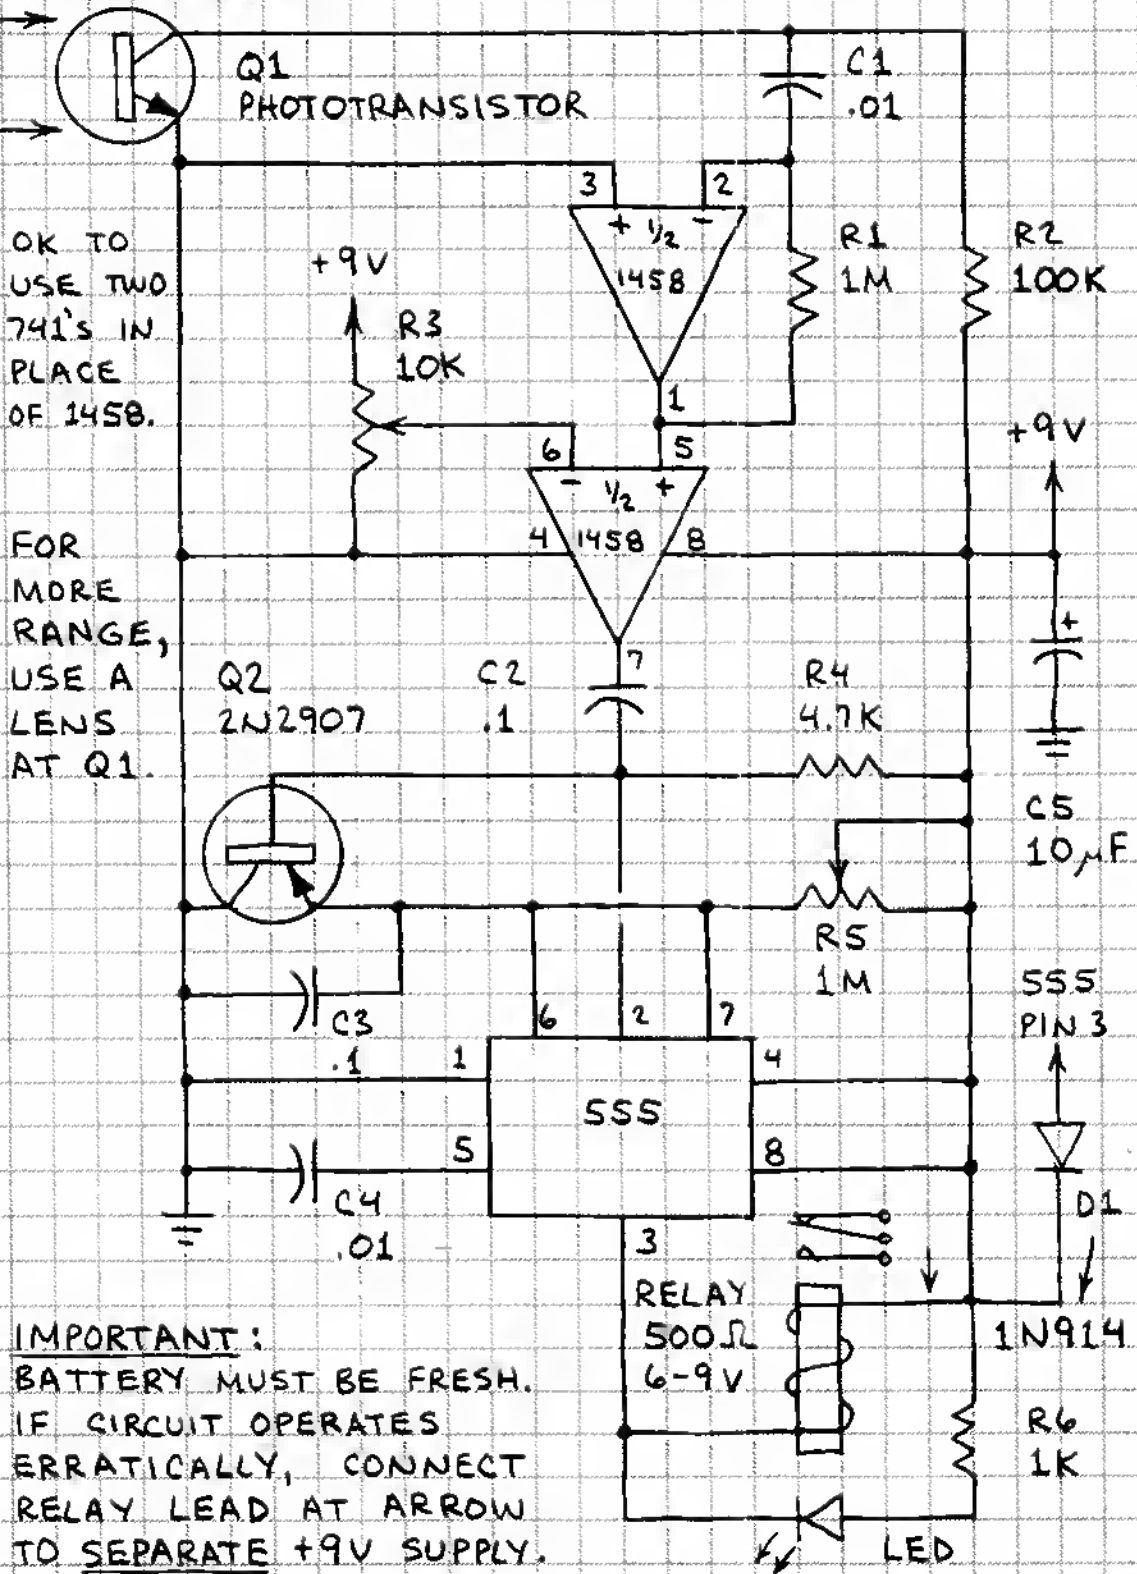 Q1
PHOTOTRANSISTOR
C1
.01
3
2
+ ½ -
1458
R1
1M
R2
100K
OK TO
USE TWO
741's IN
PLACE
OF 1458.
+9V
R3
10K
1
6
5
- ½ +
4
1458
8
+9V
+
FOR
MORE
RANGE,
USE A
LENS
AT Q1.
7
Q2
2N2907
C2
.1
R4
4.7K
C5
10µF
R5
1M
C3
.1
6
2
7
1
4
555
5
8
3
C4
.01
555
PIN 3
D1
1N914
RELAY
500Ω
6-9V
R6
1K
LED
IMPORTANT:
BATTERY MUST BE FRESH.
IF CIRCUIT OPERATES
ERRATICALLY, CONNECT
RELAY LEAD AT ARROW
TO SEPARATE +9V SUPPLY.